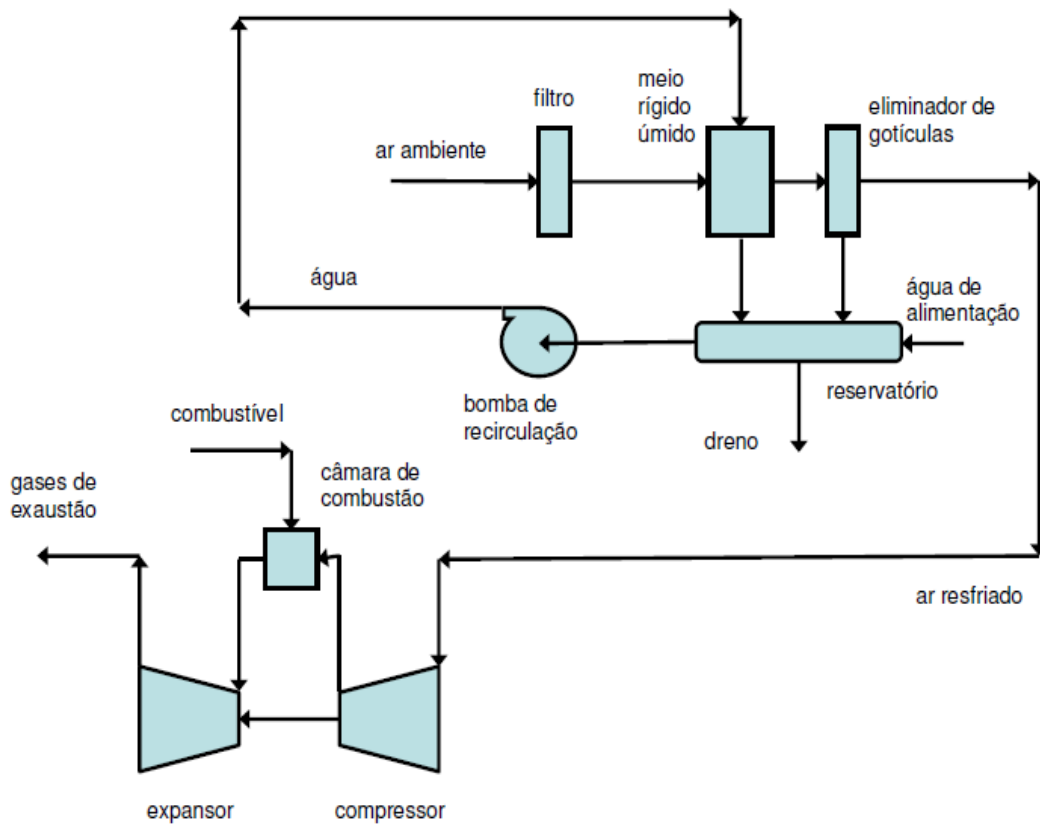 filtro
meio
rígido
úmido
eliminador de
gotículas
ar ambiente
água
água de
alimentação
reservatório
bomba de
recirculação
dreno
combustível
câmara de
combustão
gases de
exaustão
ar resfriado
expansor
compressor